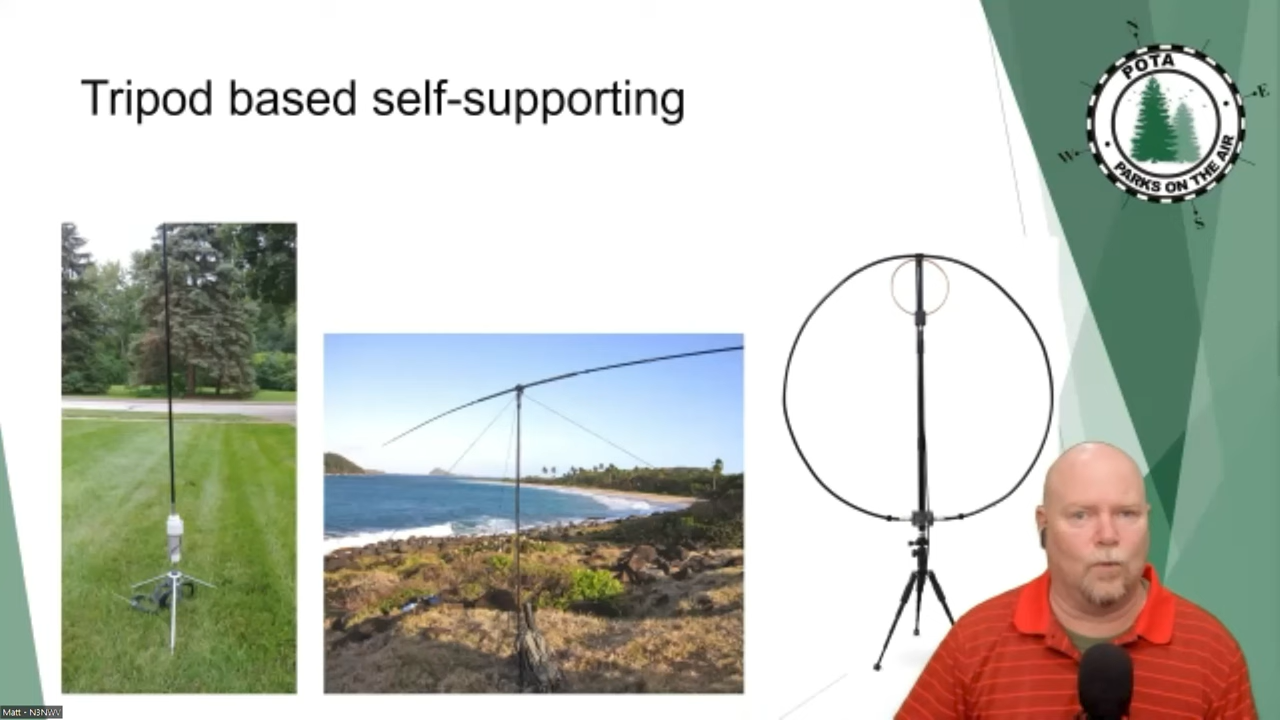 Tripod based self-supporting
N
POTA
E
W
PARKS ON THE AIR
S
Matt - N3NWV